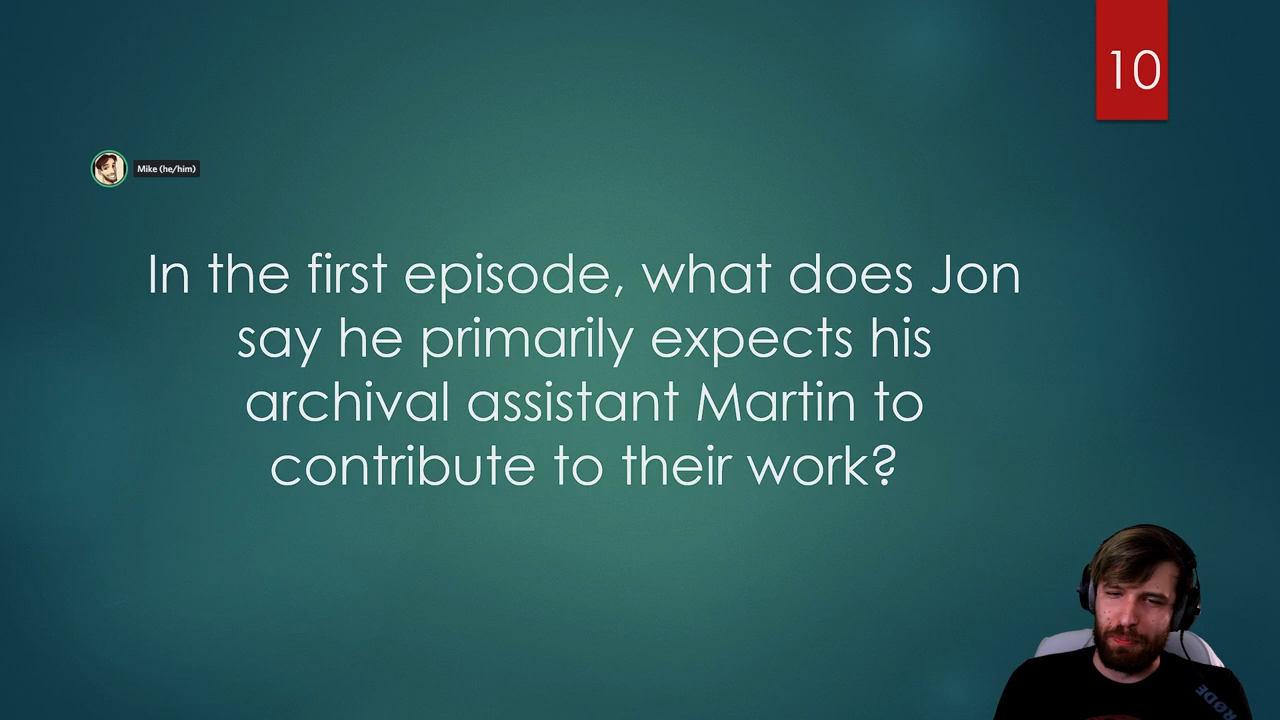 10
Mike (he/him)
In the first episode, what does Jon
say he primarily expects his
archival assistant Martin to
contribute to their work?
RØDE